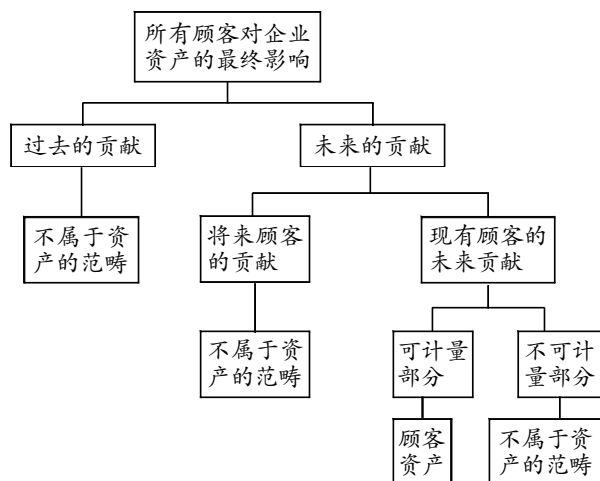 所有顾客对企业
资产的最终影响
过去的贡献
未来的贡献
不属于资
产的范畴
将来顾客
的贡献
现有顾客的
未来贡献
不属于资
产的范畴
可计量
部分
不可计
量部分
顾客
资产
不属于资
产的范畴